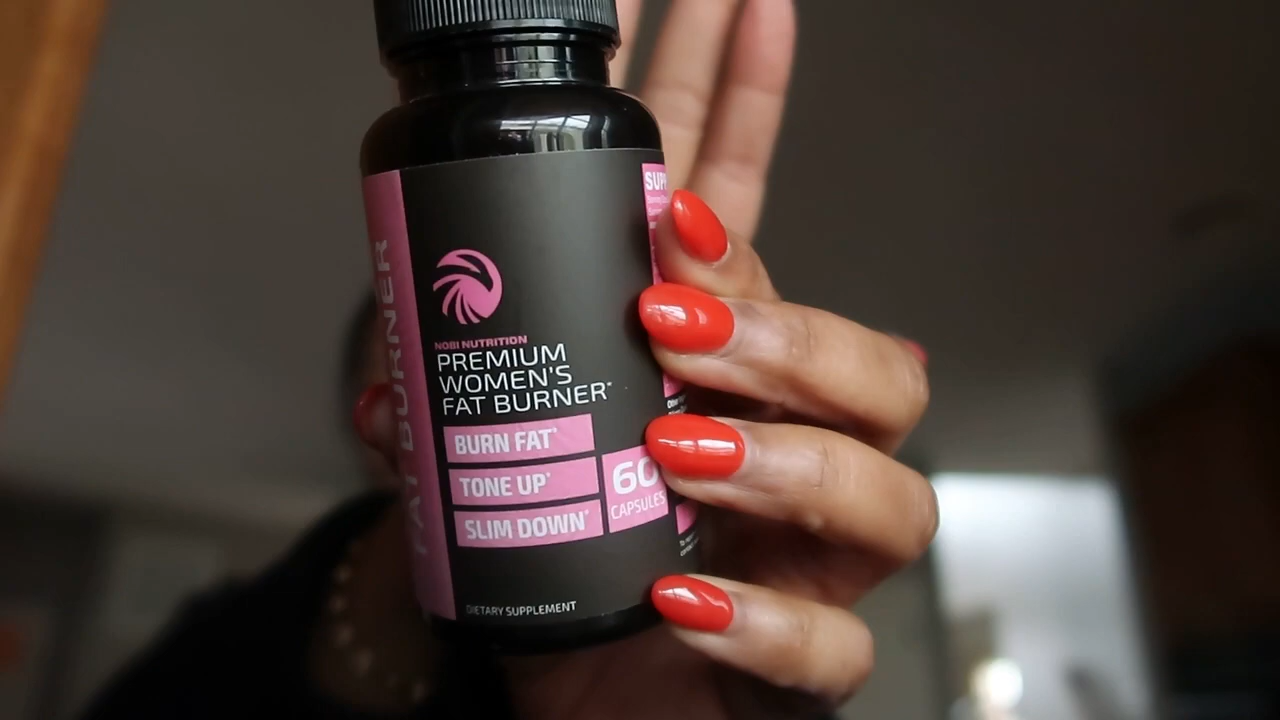 FAT BURNER
NOBI NUTRITION
PREMIUM
WOMEN'S
FAT BURNER*
BURN FAT*
TONE UP*
SLIM DOWN*
60
CAPSULES
DIETARY SUPPLEMENT